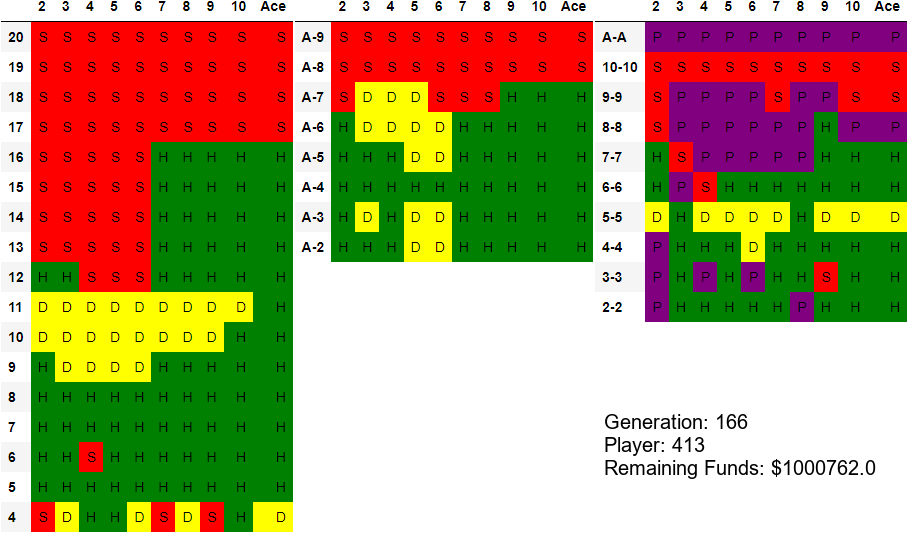 2 3 4 5 6 7 8 9 10 Ace
20 S S S S S S S S S S
19 S S S S S S S S S S
18 S S S S S S S S S S
17 S S S S S S S S S S
16 S S S S S H H H H H
15 S S S S S H H H H H
14 S S S S S H H H H H
13 S S S S S H H H H H
12 H H S S S H H H H H
11 D D D D D D D D D H
10 D D D D D D D D H H
9 H D D D D H H H H H
8 H H H H H H H H H H
7 H H H H H H H H H H
6 H H S H H H H H H H
5 H H H H H H H H H H
4 S D H H D S D S H D
2 3 4 5 6 7 8 9 10 Ace
A-9 S S S S S S S S S S
A-8 S S S S S S S S S S
A-7 S D D D S S S H H H
A-6 H D D D D H H H H H
A-5 H H H D D H H H H H
A-4 H H H H H H H H H H
A-3 H D H D D H H H H H
A-2 H H H D D H H H H H
2 3 4 5 6 7 8 9 10 Ace
A-A P P P P P P P P P P
10-10 S S S S S S S S S S
9-9 S P P P P S P P S S
8-8 S P P P P P P H P P
7-7 H S P P P P P H H H
6-6 H P S H H H H H H H
5-5 D H D D D D H D D D
4-4 P H H H D H H H H H
3-3 P H P H P H H S H H
2-2 P H H H H H P H H H
Generation: 166
Player: 413
Remaining Funds: $1000762.0